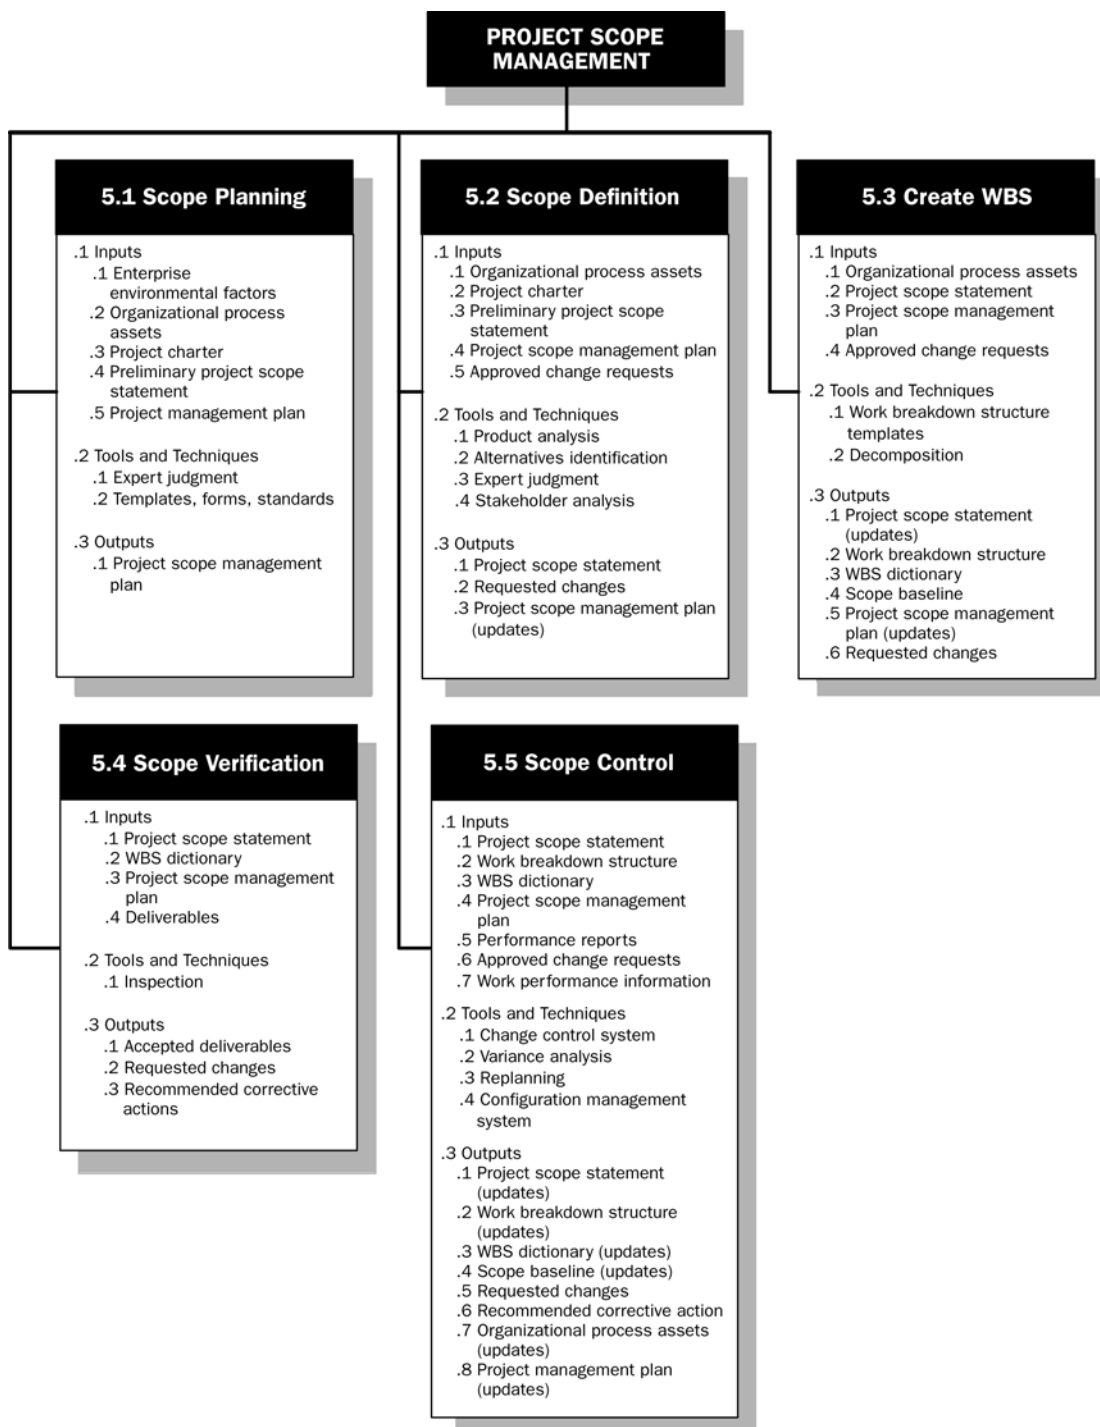 PROJECT SCOPE
MANAGEMENT
5.1 Scope Planning
.1 Inputs
.1 Enterprise
environmental factors
.2 Organizational process
assets
.3 Project charter
.4 Preliminary project scope
statement
.5 Project management plan
.2 Tools and Techniques
.1 Expert judgment
.2 Templates, forms, standards
.3 Outputs
.1 Project scope management
plan
5.2 Scope Definition
.1 Inputs
.1 Organizational process assets
.2 Project charter
.3 Preliminary project scope
statement
.4 Project scope management plan
.5 Approved change requests
.2 Tools and Techniques
.1 Product analysis
.2 Alternatives identification
.3 Expert judgment
.4 Stakeholder analysis
.3 Outputs
.1 Project scope statement
.2 Requested changes
.3 Project scope management plan
(updates)
5.3 Create WBS
.1 Inputs
.1 Organizational process assets
.2 Project scope statement
.3 Project scope management
plan
.4 Approved change requests
.2 Tools and Techniques
.1 Work breakdown structure
templates
.2 Decomposition
.3 Outputs
.1 Project scope statement
(updates)
.2 Work breakdown structure
.3 WBS dictionary
.4 Scope baseline
.5 Project scope management
plan (updates)
.6 Requested changes
5.4 Scope Verification
.1 Inputs
.1 Project scope statement
.2 WBS dictionary
.3 Project scope management
plan
.4 Deliverables
.2 Tools and Techniques
.1 Inspection
.3 Outputs
.1 Accepted deliverables
.2 Requested changes
.3 Recommended corrective
actions
5.5 Scope Control
.1 Inputs
.1 Project scope statement
.2 Work breakdown structure
.3 WBS dictionary
.4 Project scope management
plan
.5 Performance reports
.6 Approved change requests
.7 Work performance information
.2 Tools and Techniques
.1 Change control system
.2 Variance analysis
.3 Replanning
.4 Configuration management
system
.3 Outputs
.1 Project scope statement
(updates)
.2 Work breakdown structure
(updates)
.3 WBS dictionary (updates)
.4 Scope baseline (updates)
.5 Requested changes
.6 Recommended corrective action
.7 Organizational process assets
(updates)
.8 Project management plan
(updates)